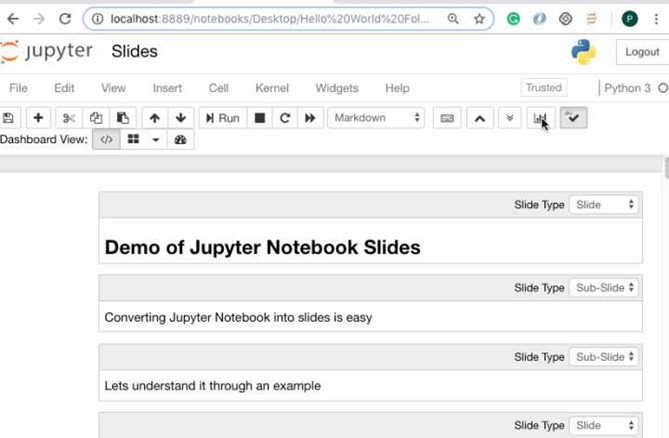 localhost:8889/notebooks/Desktop/Hello%20World%20Fol...
P
jupyter Slides
Logout
File Edit View Insert Cell Kernel Widgets Help
Trusted
Python 3
Run
Markdown
Dashboard View:
Slide Type Slide
Demo of Jupyter Notebook Slides
Slide Type Sub-Slide
Converting Jupyter Notebook into slides is easy
Slide Type Sub-Slide
Lets understand it through an example
Slide Type Slide